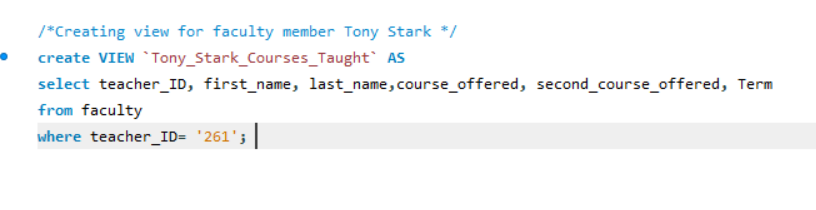 /*Creating view for faculty member Tony Stark */
create VIEW `Tony_Stark_Courses_Taught` AS
select teacher_ID, first_name, last_name,course_offered, second_course_offered, Term
from faculty
where teacher_ID= '261';